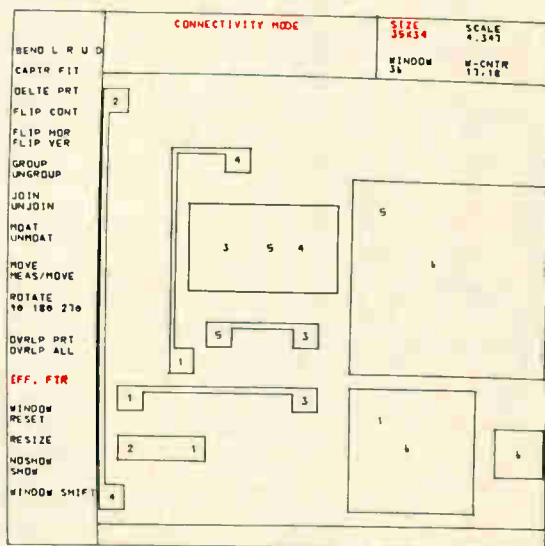 CONNECTIVITY MODE
SIZE SCALE
35X34 4.347
WINDOW W-CNTR
36 17,18
BEND L R U D
CAPTR FIT
DELTE PRT
FLIP CONT
FLIP HOR
FLIP VER
GROUP
UNGROUP
JOIN
UNJOIN
MOAT
UNMOAT
MOVE
MEAS/MOVE
ROTATE
90 180 270
OVRLP PRT
OVRLP ALL
EFF. FTR
WINDOW
RESET
RESIZE
NOSHOW
SHOW
WINDOW SHIFT
2
4
5
3 5 4
6
5 3
1
1 3
1
2 1
6
6
4